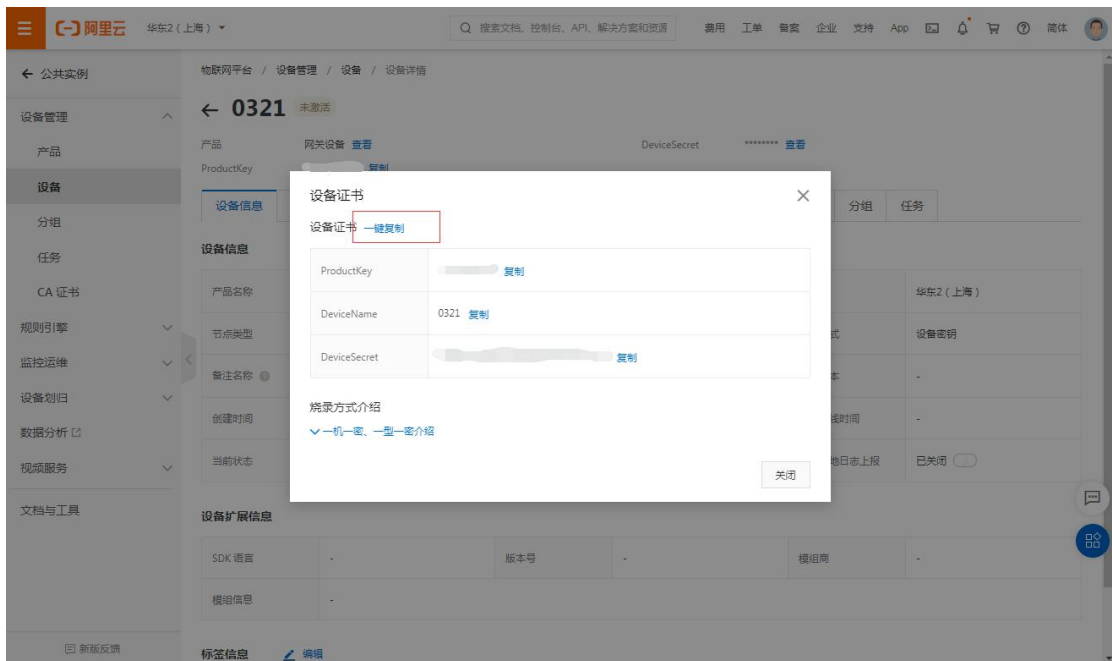 阿里云 华东2（上海） 搜索文档、控制台、API、解决方案和资源 费用 工单 备案 企业 支持 App 简体
公共实例
物联网平台 / 设备管理 / 设备 / 设备详情
设备管理
0321 未激活
产品
产品 网关设备 查看 DeviceSecret ******** 查看
ProductKey 复制
设备
设备信息 分组 任务
设备证书
设备证书 一键复制
分组
设备信息
任务
ProductKey 复制
CA 证书
产品名称 华东2（上海）
DeviceName 0321 复制
规则引擎
节点类型 式 设备密钥
DeviceSecret 复制
监控运维
备注名称 本 -
设备划归
创建时间 线时间 -
烧录方式介绍
一机一密、一型一密介绍
数据分析
当前状态 地日志上报 已关闭
视频服务
关闭
文档与工具
设备扩展信息
SDK 语言 - 版本号 - 模组商 -
模组信息 -
新版反馈
标签信息 编辑